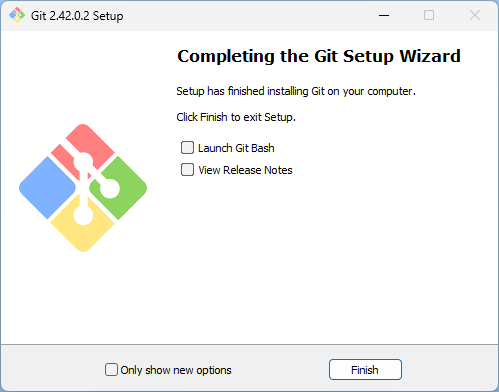 Git 2.42.0.2 Setup
Completing the Git Setup Wizard
Setup has finished installing Git on your computer.
Click Finish to exit Setup.
Launch Git Bash
View Release Notes
Only show new options
Finish